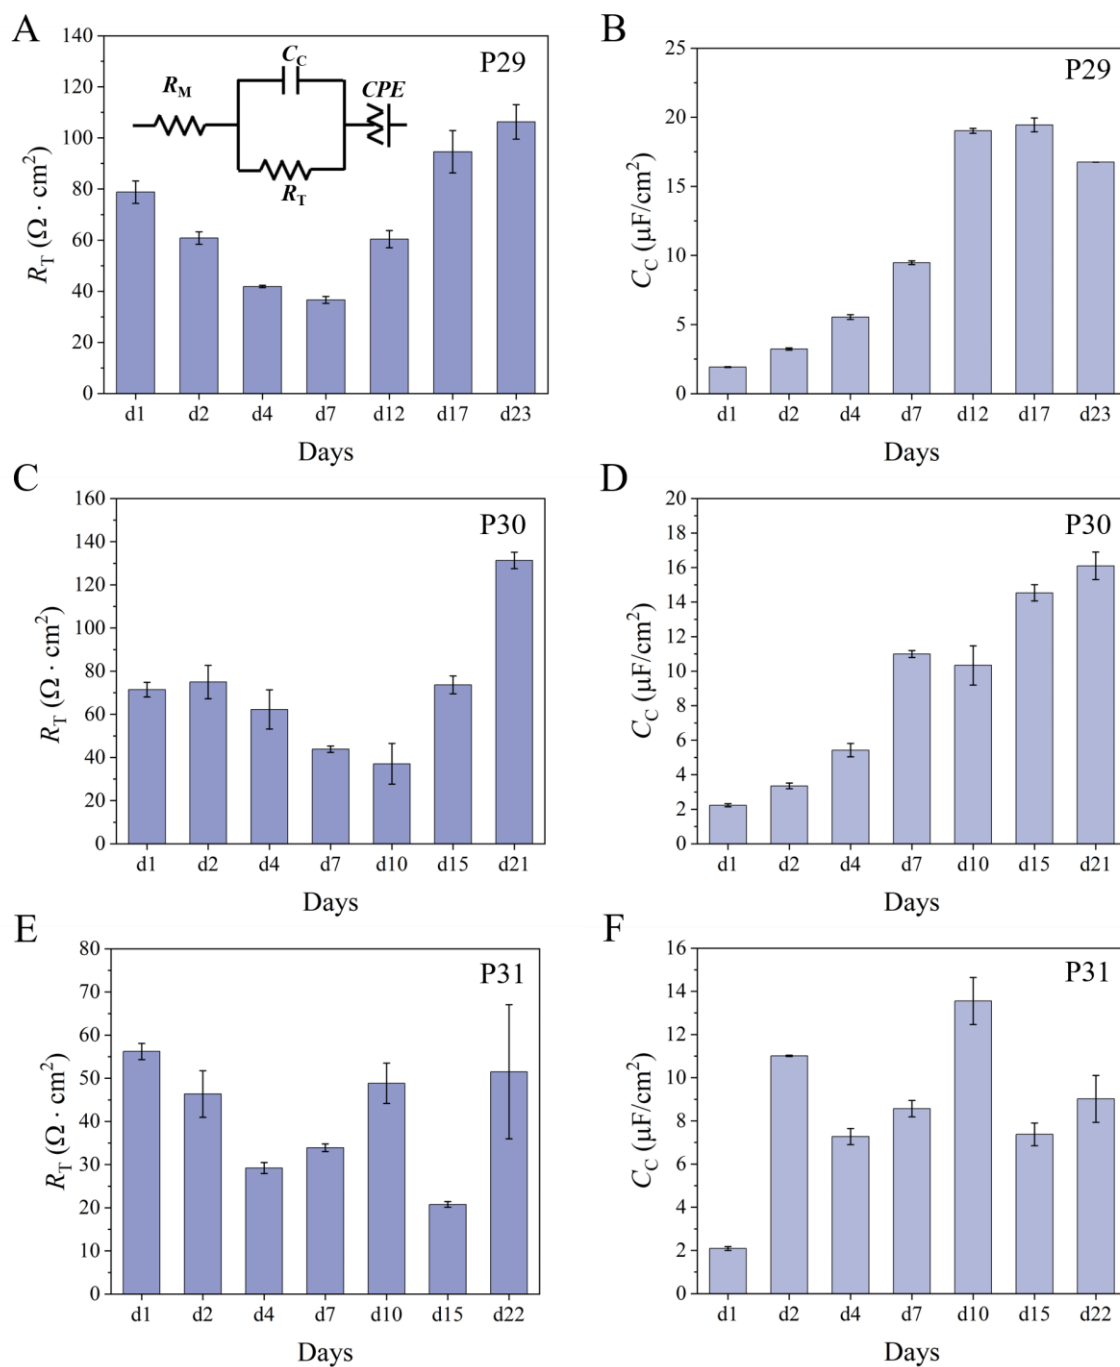 A
P29
R_T (Ω · cm²)
140
120
100
80
60
40
20
0
R_M
C_C
R_T
CPE
d1 d2 d4 d7 d12 d17 d23
Days
B
P29
C_C (μF/cm²)
25
20
15
10
5
0
d1 d2 d4 d7 d12 d17 d23
Days
C
P30
R_T (Ω · cm²)
160
140
120
100
80
60
40
20
0
d1 d2 d4 d7 d10 d15 d21
Days
D
P30
C_C (μF/cm²)
20
18
16
14
12
10
8
6
4
2
0
d1 d2 d4 d7 d10 d15 d21
Days
E
P31
R_T (Ω · cm²)
80
70
60
50
40
30
20
10
0
d1 d2 d4 d7 d10 d15 d22
Days
F
P31
C_C (μF/cm²)
16
14
12
10
8
6
4
2
0
d1 d2 d4 d7 d10 d15 d22
Days